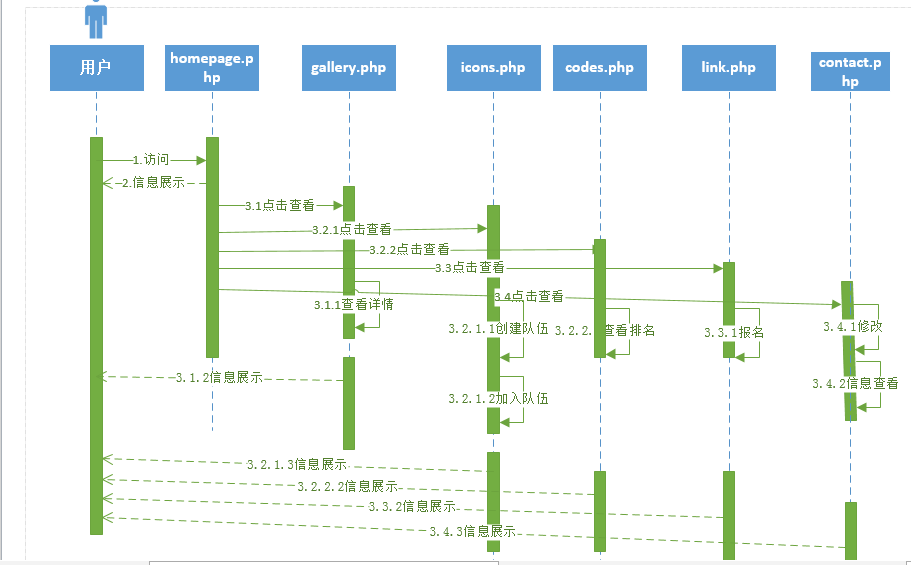 用户
homepage.p
hp
gallery.php
icons.php
codes.php
link.php
contact.p
hp
1.访问
2.信息展示
3.1点击查看
3.2.1点击查看
3.2.2点击查看
3.3点击查看
3.4点击查看
3.1.1查看详情
3.2.1.1创建队伍
3.2.2.
查看排名
3.3.1报名
3.4.1修改
3.1.2信息展示
3.4.2信息查看
3.2.1.2加入队伍
3.2.1.3信息展示
3.2.2.2信息展示
3.3.2信息展示
3.4.3信息展示